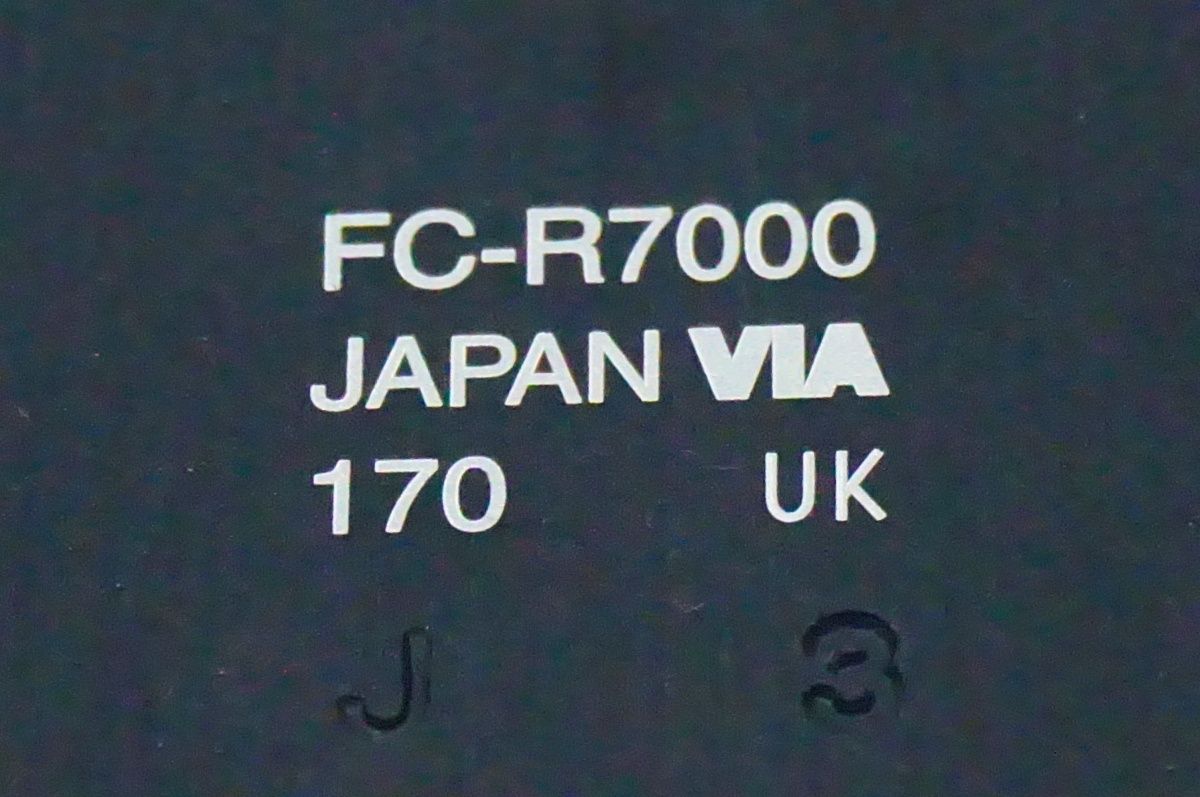 FC-R7000
JAPAN VIA
170 UK
J 3